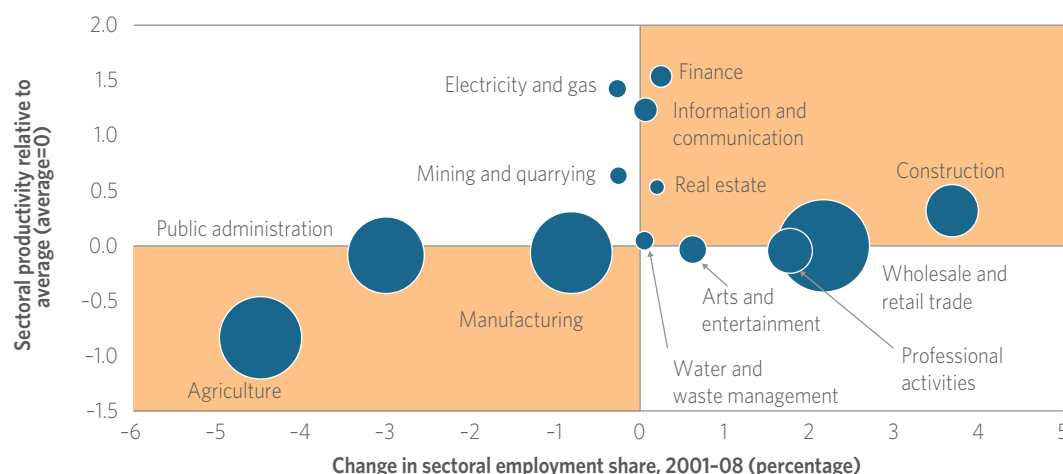 Sectoral productivity relative to
average (average=0)
2.0
1.5
1.0
0.5
0.0
−0.5
−1.0
−1.5
Electricity and gas
Finance
Information and
communication
Mining and quarrying
Real estate
Construction
Public administration
Manufacturing
Agriculture
Arts and
entertainment
Wholesale and
retail trade
Water and
waste management
Professional
activities
−6
−5
−4
−3
−2
−1
0
1
2
3
4
5
Change in sectoral employment share, 2001–08 (percentage)